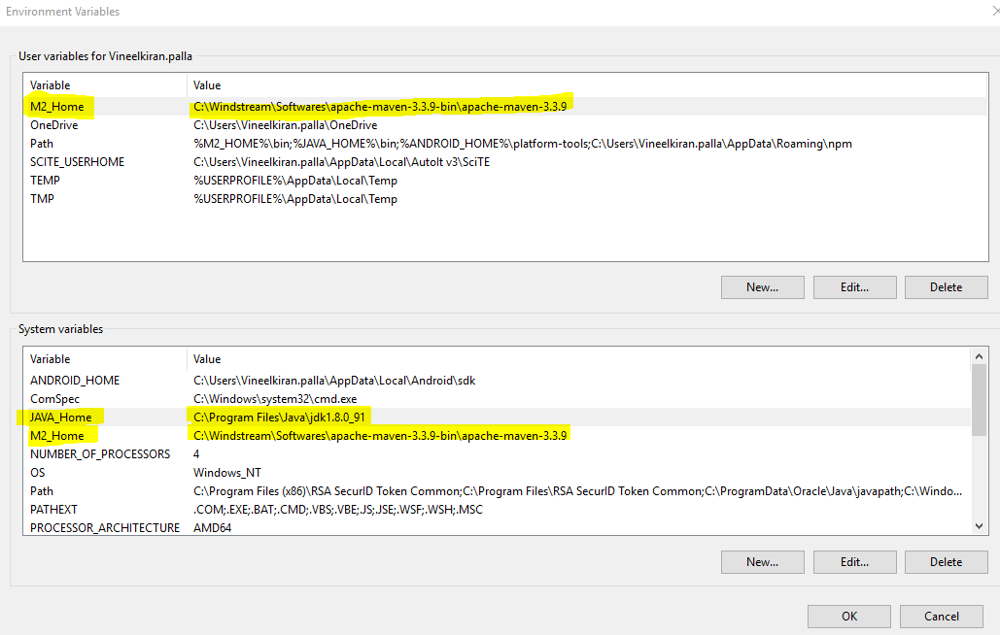 Environment Variables
User variables for Vineelkiran.palla
Variable Value
M2_Home C:\Windstream\Softwares\apache-maven-3.3.9-bin\apache-maven-3.3.9
OneDrive C:\Users\Vineelkiran.palla\OneDrive
Path %M2_HOME%\bin;%JAVA_HOME%\bin;%ANDROID_HOME%\platform-tools;C:\Users\Vineelkiran.palla\AppData\Roaming\npm
SCITE_USERHOME C:\Users\Vineelkiran.palla\AppData\Local\AutoIt v3\SciTE
TEMP %USERPROFILE%\AppData\Local\Temp
TMP %USERPROFILE%\AppData\Local\Temp
New... Edit... Delete
System variables
Variable Value
ANDROID_HOME C:\Users\Vineelkiran.palla\AppData\Local\Android\sdk
ComSpec C:\Windows\system32\cmd.exe
JAVA_Home C:\Program Files\Java\jdk1.8.0_91
M2_Home C:\Windstream\Softwares\apache-maven-3.3.9-bin\apache-maven-3.3.9
NUMBER_OF_PROCESSORS 4
OS Windows_NT
Path C:\Program Files (x86)\RSA SecurID Token Common;C:\Program Files\RSA SecurID Token Common;C:\ProgramData\Oracle\Java\javapath;C:\Windo...
PATHEXT .COM;.EXE;.BAT;.CMD;.VBS;.VBE;.JS;.JSE;.WSF;.WSH;.MSC
PROCESSOR_ARCHITECTURE AMD64
New... Edit... Delete
OK Cancel